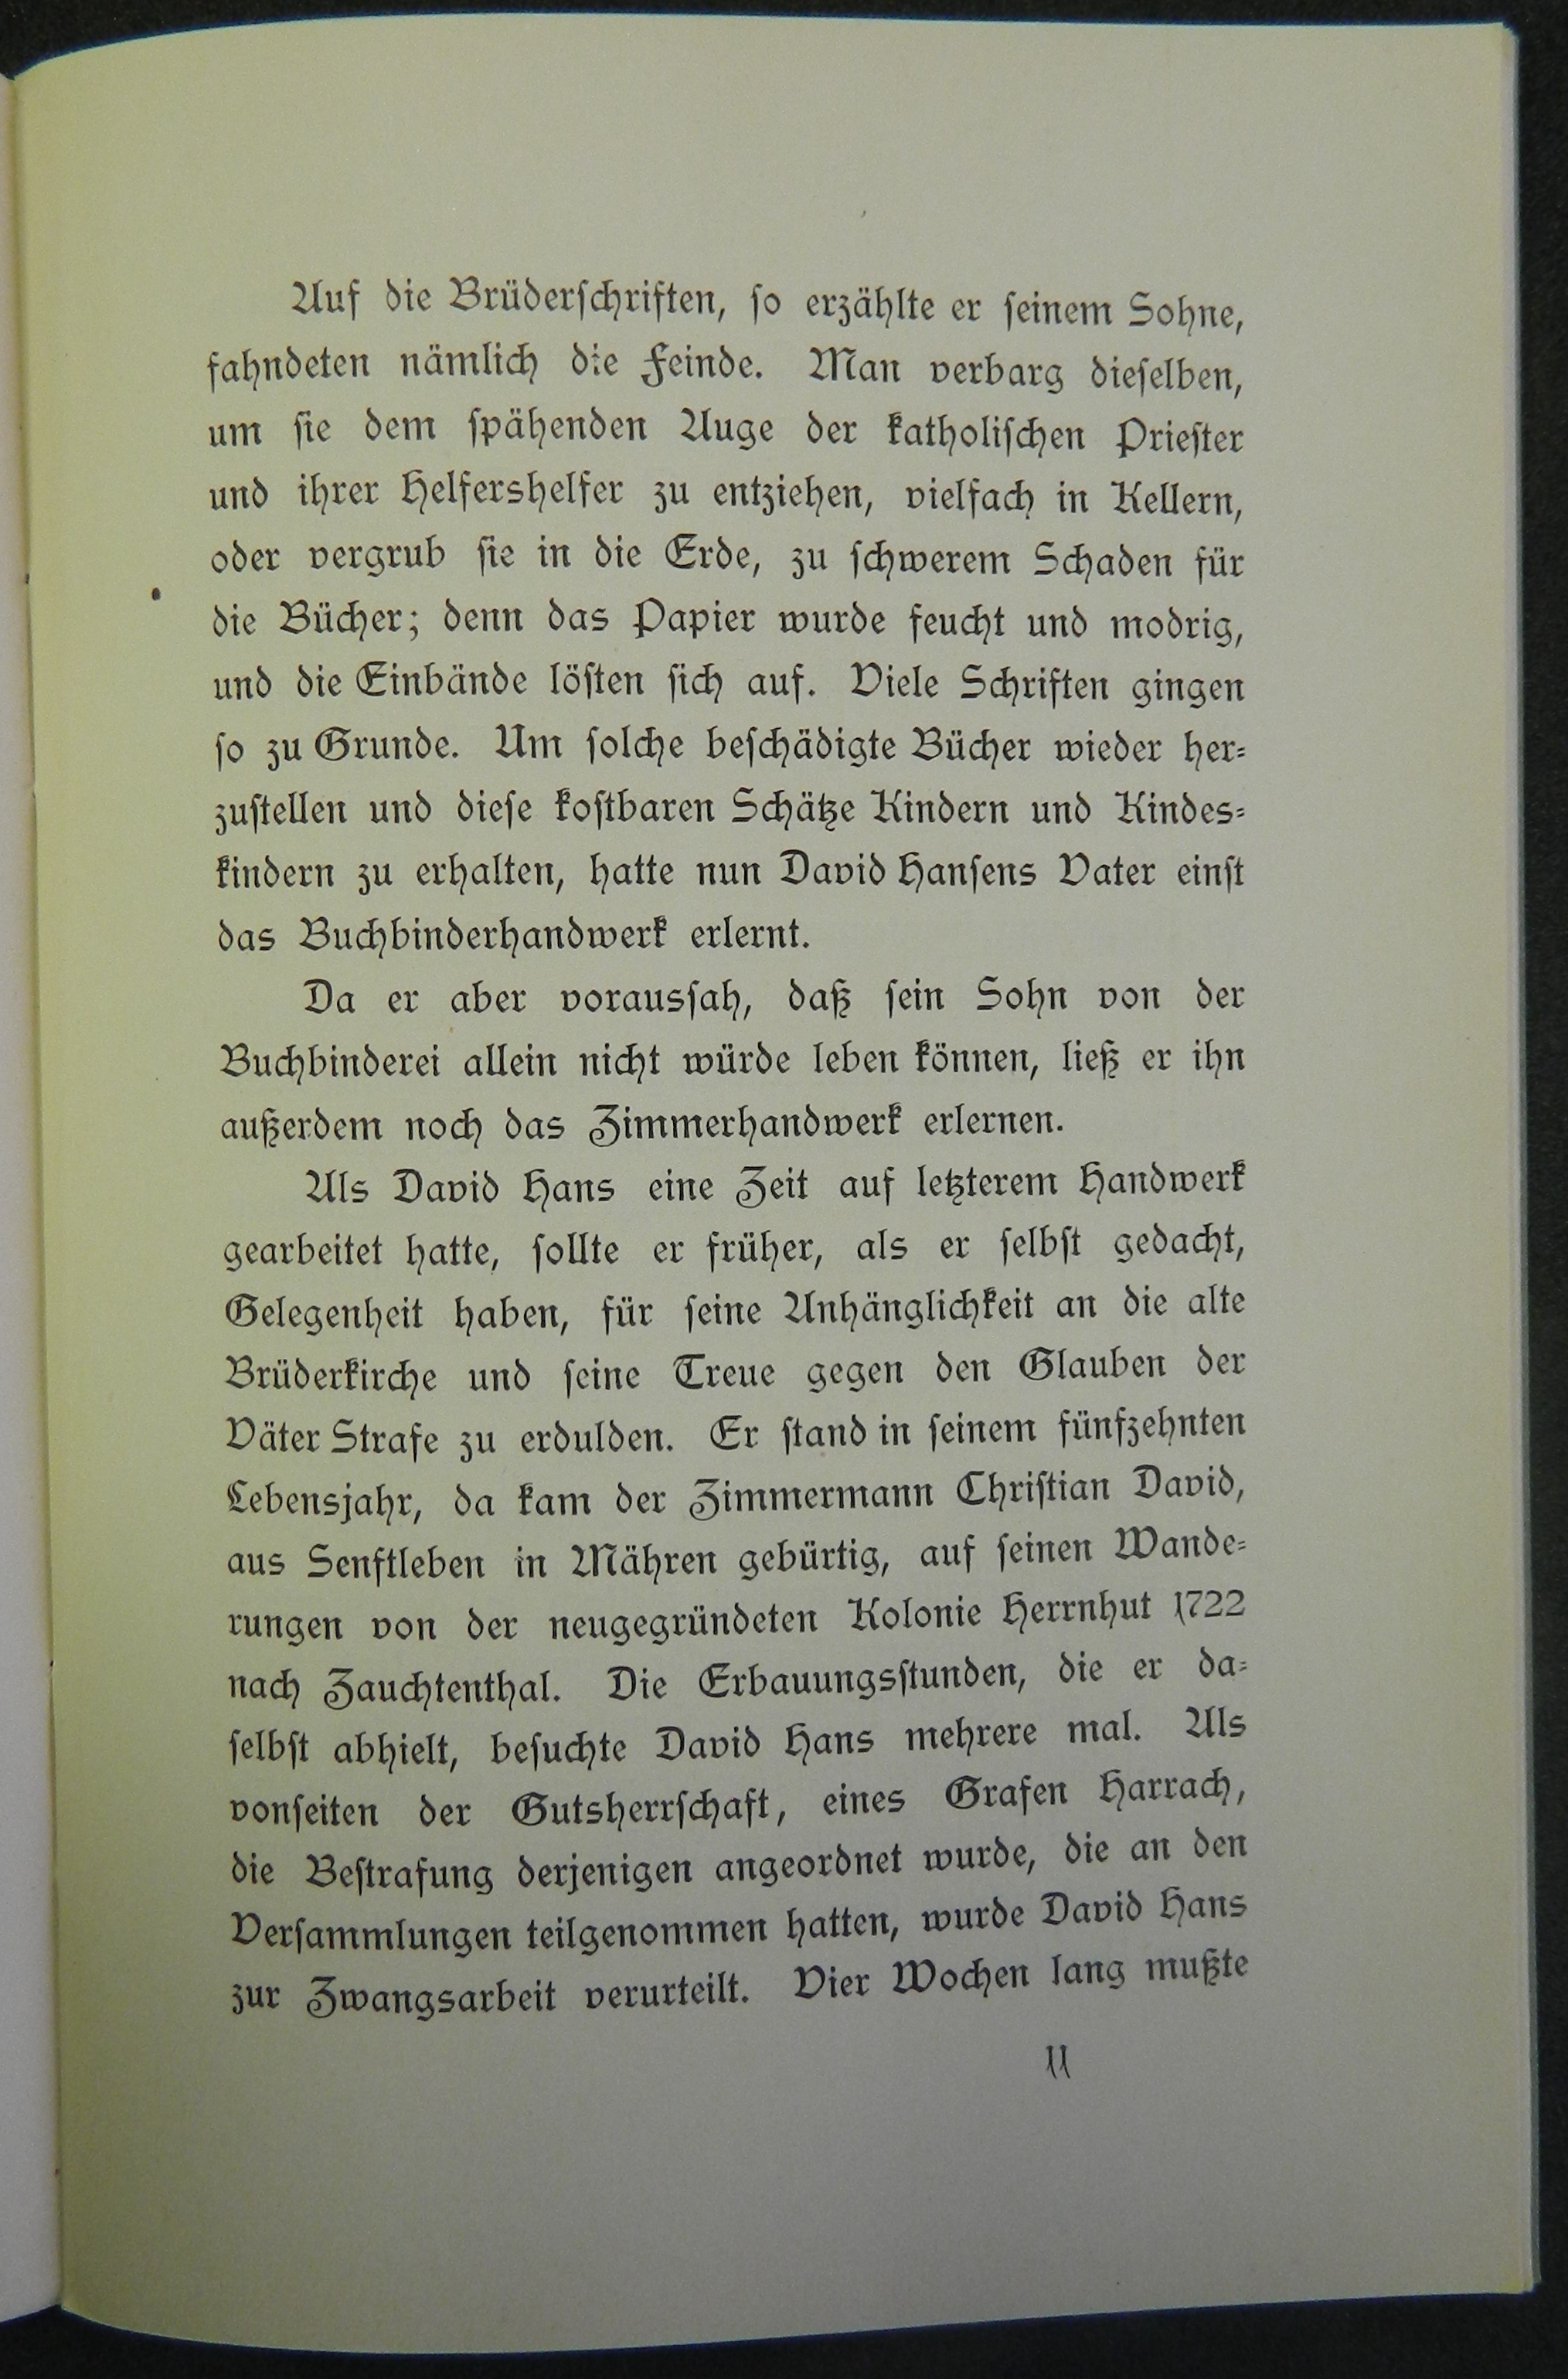 Auf die Brüderſchriften, ſo erzählte er ſeinem Sohne,
fahndeten nämlich die Feinde. Man verbarg dieſelben,
um ſie dem ſpähenden Auge der katholiſchen Prieſter
und ihrer Helfershelfer zu entziehen, vielfach in Kellern,
oder vergrub ſie in die Erde, zu ſchwerem Schaden für
die Bücher; denn das Papier wurde feucht und modrig,
und die Einbände löſten ſich auf. Viele Schriften gingen
ſo zu Grunde. Um ſolche beſchädigte Bücher wieder her⸗
zuſtellen und dieſe koſtbaren Schätze Kindern und Kindes⸗
kindern zu erhalten, hatte nun David Hanſens Vater einſt
das Buchbinderhandwerk erlernt.
Da er aber vorausſah, daß ſein Sohn von der
Buchbinderei allein nicht würde leben können, ließ er ihn
außerdem noch das Zimmerhandwerk erlernen.
Als David Hans eine Zeit auf letzterem Handwerk
gearbeitet hatte, ſollte er früher, als er ſelbſt gedacht,
Gelegenheit haben, für ſeine Anhänglichkeit an die alte
Brüderkirche und ſeine Treue gegen den Glauben der
Väter Strafe zu erdulden. Er ſtand in ſeinem fünfzehnten
Lebensjahr, da kam der Zimmermann Chriſtian David,
aus Senftleben in Mähren gebürtig, auf ſeinen Wande⸗
rungen von der neugegründeten Kolonie Herrnhut 1722
nach Zauchtenthal. Die Erbauungsſtunden, die er da⸗
ſelbſt abhielt, beſuchte David Hans mehrere mal. Als
vonſeiten der Gutsherrſchaft, eines Grafen Harrach,
die Beſtrafung derjenigen angeordnet wurde, die an den
Verſammlungen teilgenommen hatten, wurde David Hans
zur Zwangsarbeit verurteilt. Vier Wochen lang mußte
11